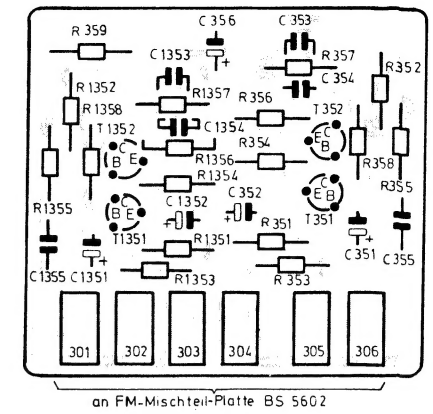 C 356
C 353
R 359
C 1353
R 357
R 352
R 1352
C 354
R 1357
R 1358
R 356
T 352
T 1352
C 1354
C
E
B
E
C
B
R 354
R 1356
R 358
R 1354
R 355
C 1352
C 352
C
B
E
C
E
B
R 1355
T 351
T1351
R 1351
R 351
C 351
C 355
C 1355
C 1351
R 1353
R 353
301
302
303
304
305
306
an FM-Mischteil-Platte BS 5602